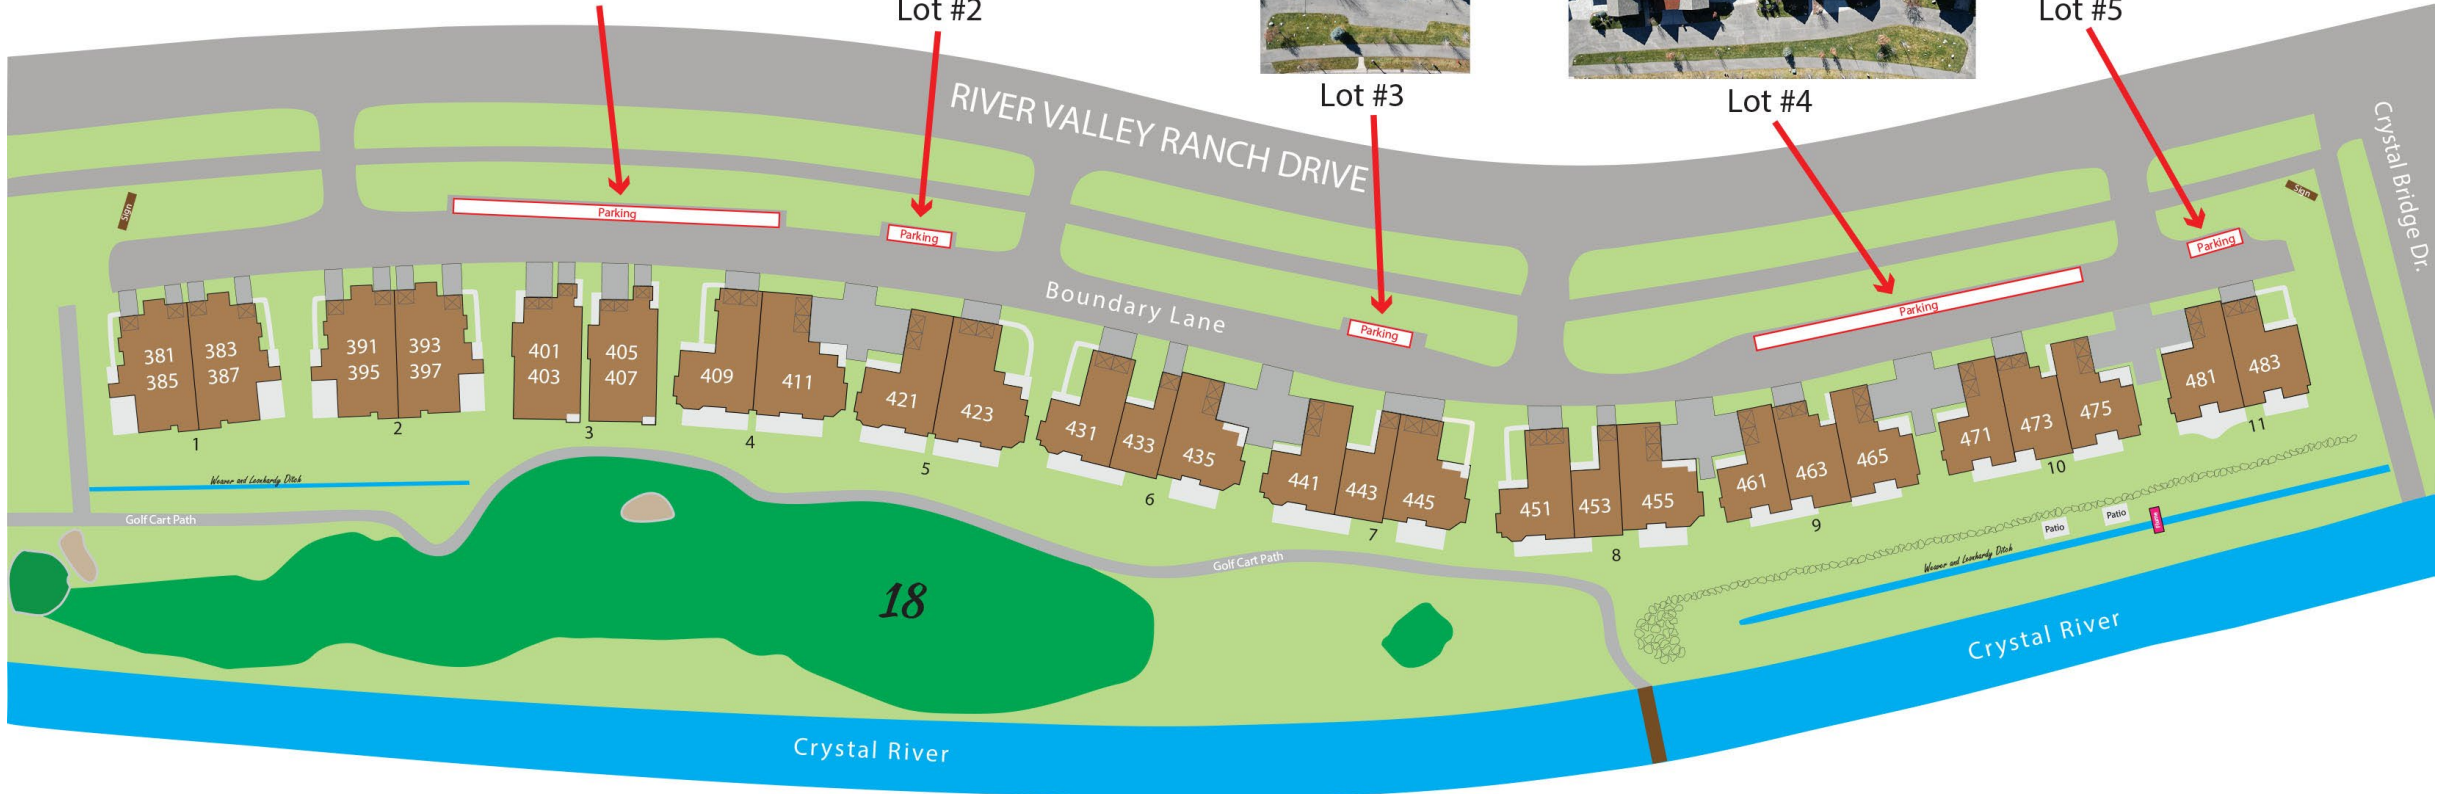 Lot #2
Lot #5
Lot #3
Lot #4
RIVER VALLEY RANCH DRIVE
Crystal Bridge Dr.
Sign
Sign
Parking
Parking
Parking
Parking
Parking
Boundary Lane
381
385
383
387
1
391
395
393
397
2
401
403
405
407
3
409
411
4
421
423
5
431
433
435
6
441
443
445
7
451
453
455
8
461
463
465
9
471
473
475
10
481
483
11
Weaver and Leonhardy Ditch
Golf Cart Path
Golf Cart Path
18
Patio
Patio
Weaver and Leonhardy Ditch
Crystal River
Crystal River